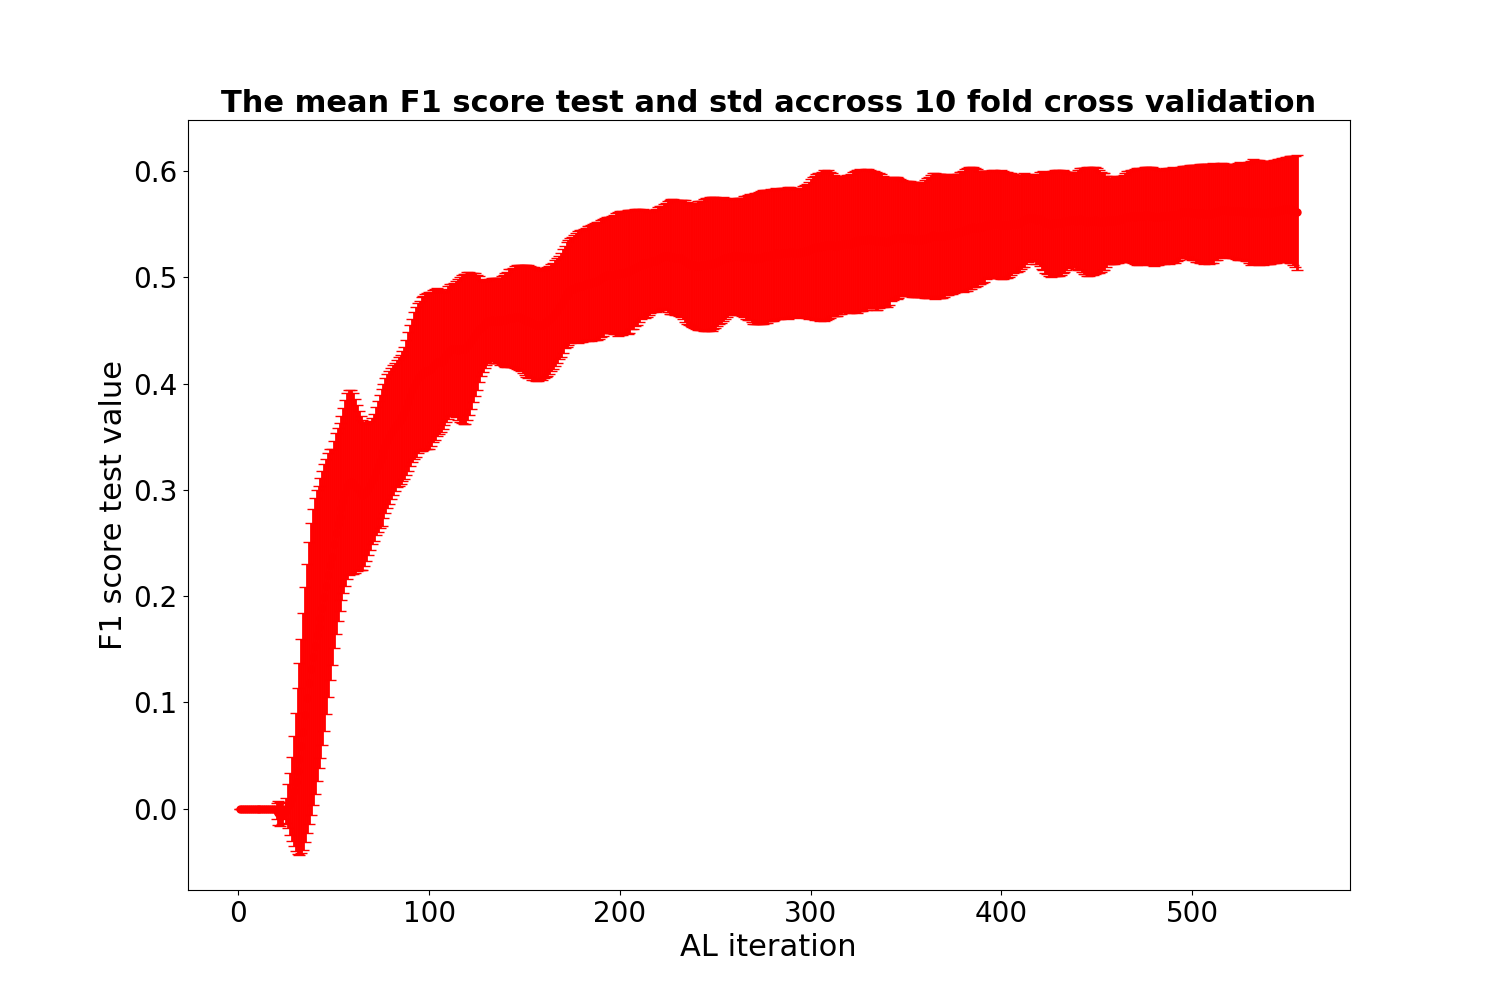 The mean F1 score test and std accross 10 fold cross validation
0.6
0.5
0.4
0.3
0.2
0.1
0.0
F1 score test value
0 100 200 300 400 500
AL iteration